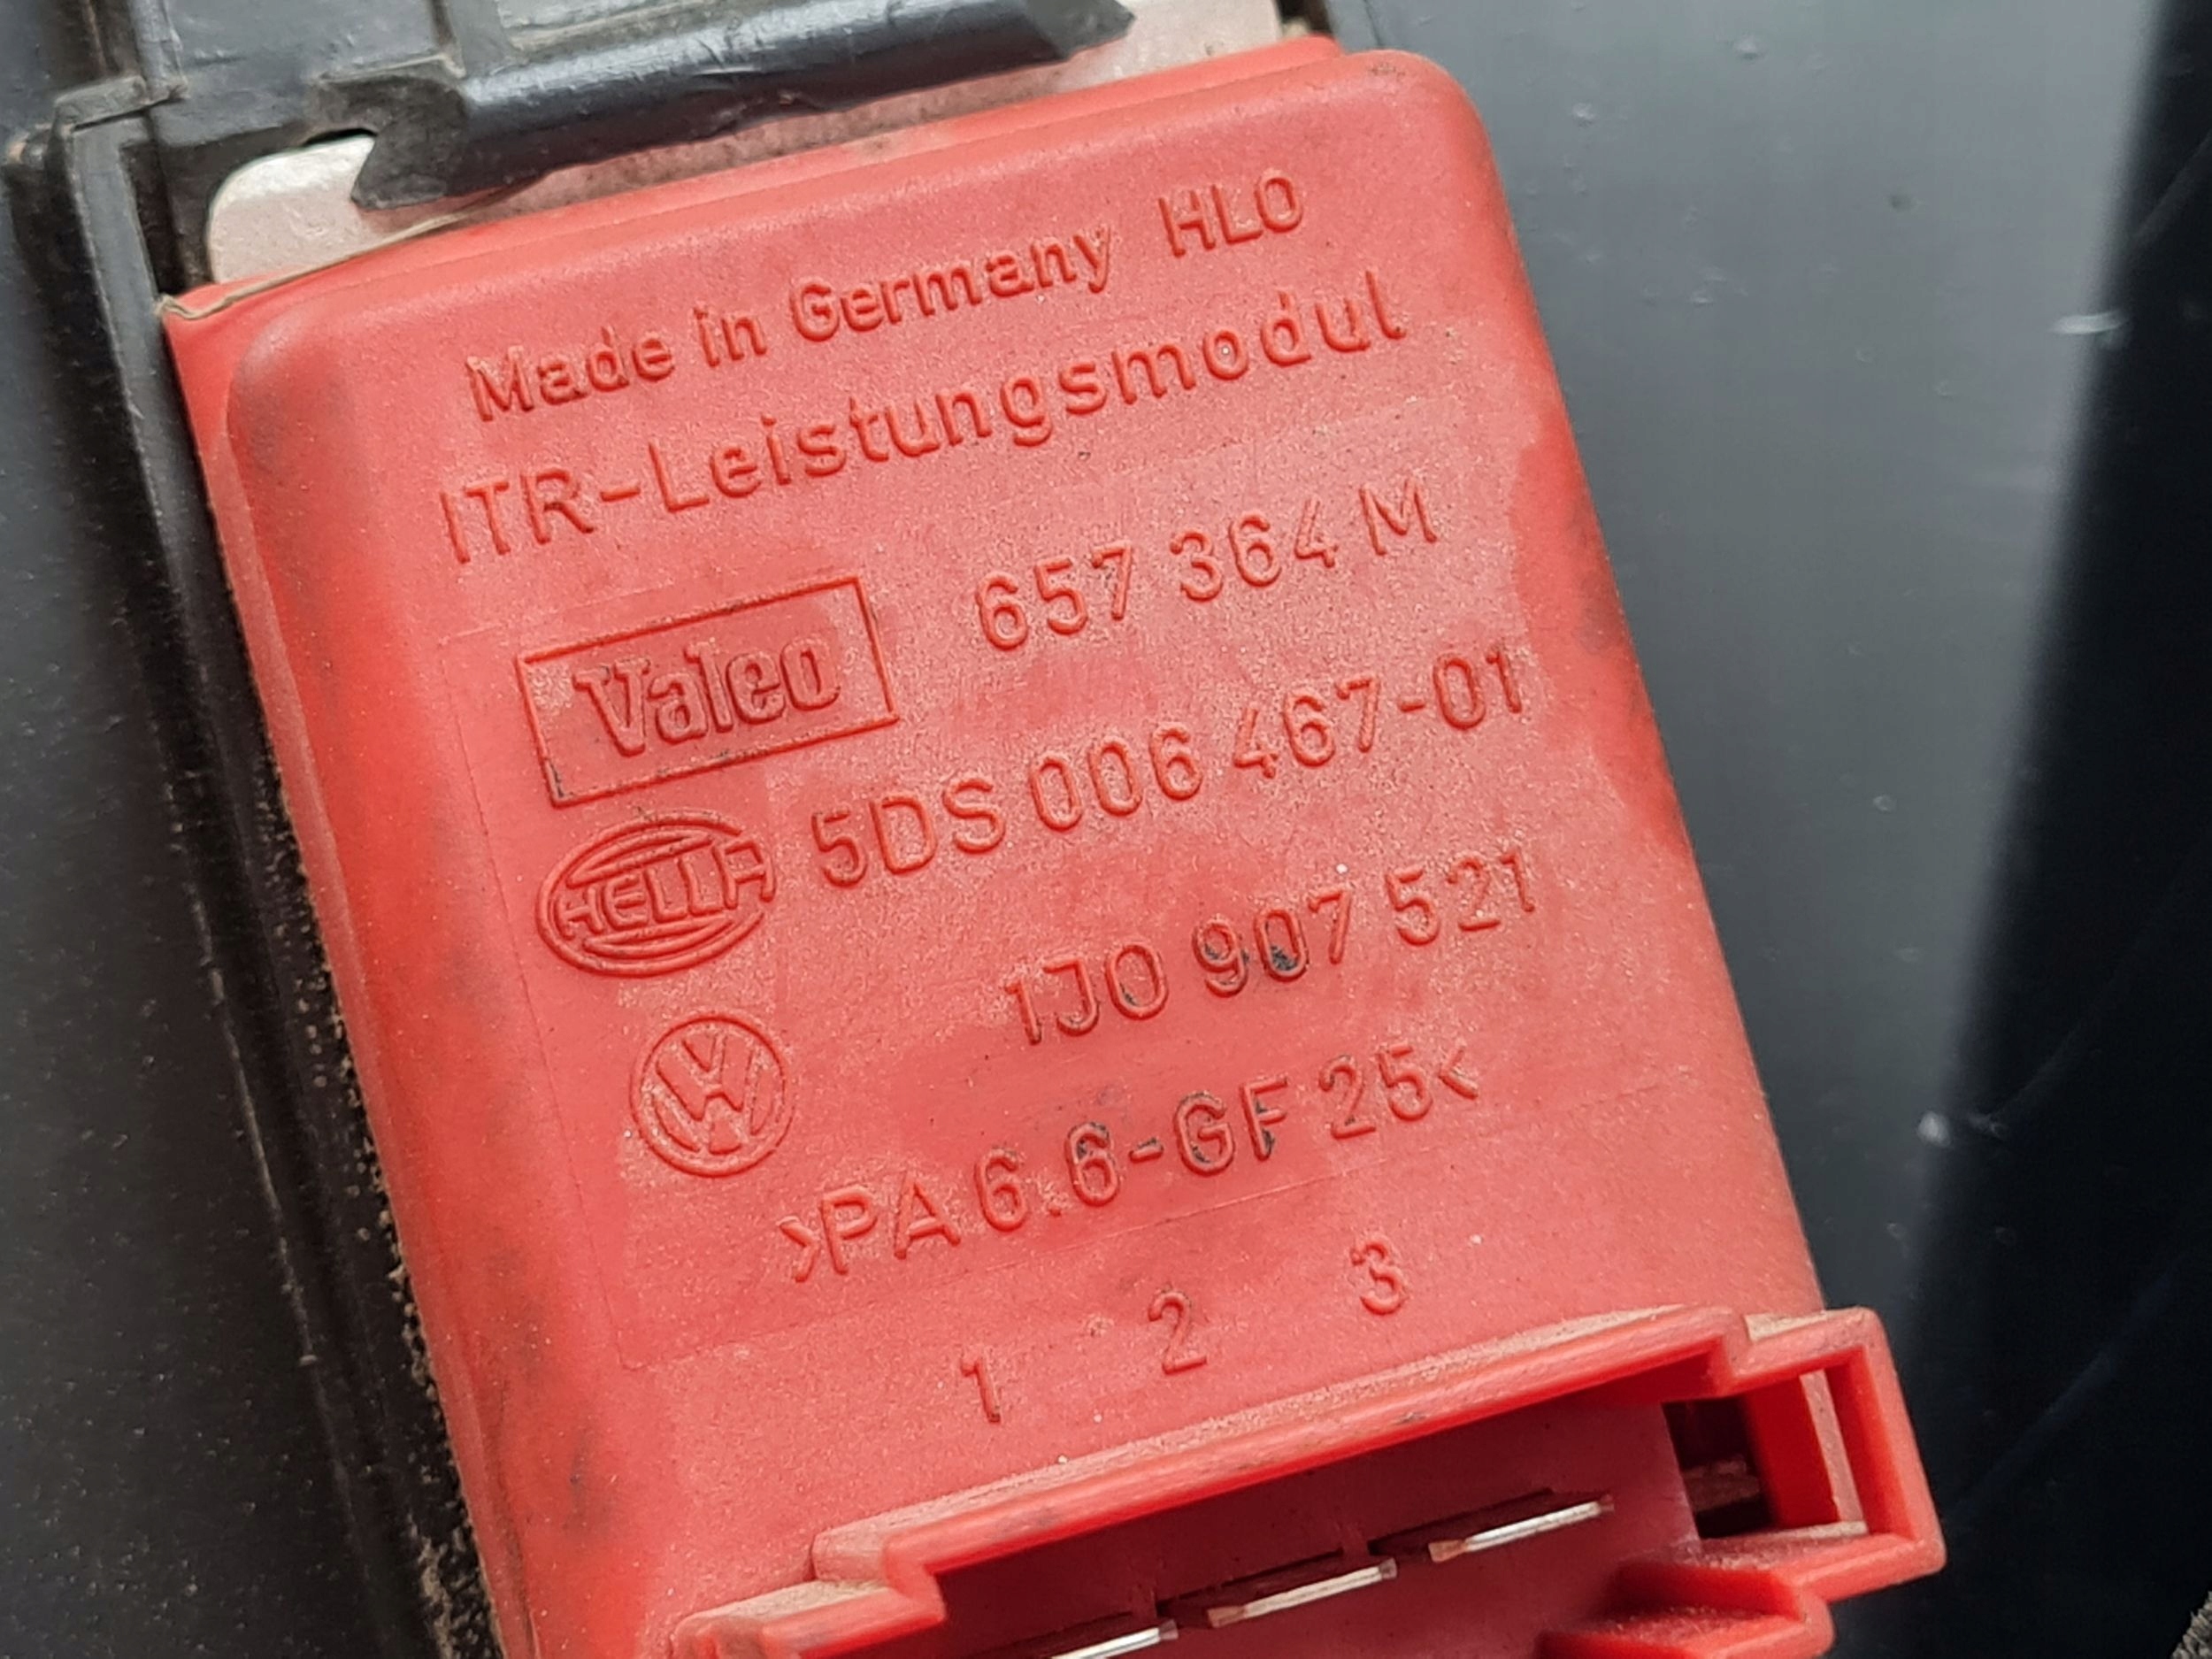 Made in Germany HLO
ITR-Leistungsmodul
Valeo 657 364 M
HELLA 5DS 006 467-01
VW 1J0 907 521
>PA 6.6-GF 25<
1 2 3